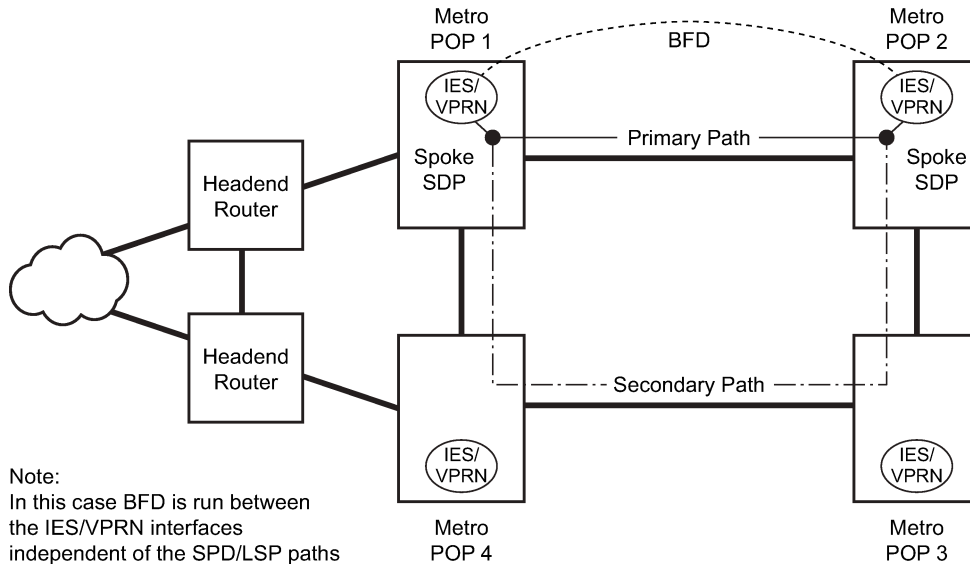 Metro
POP 1
Metro
POP 2
BFD
IES/
VPRN
IES/
VPRN
Primary Path
Spoke
SDP
Spoke
SDP
Headend
Router
Headend
Router
Secondary Path
IES/
VPRN
IES/
VPRN
Note:
In this case BFD is run between
the IES/VPRN interfaces
independent of the SPD/LSP paths
Metro
POP 4
Metro
POP 3